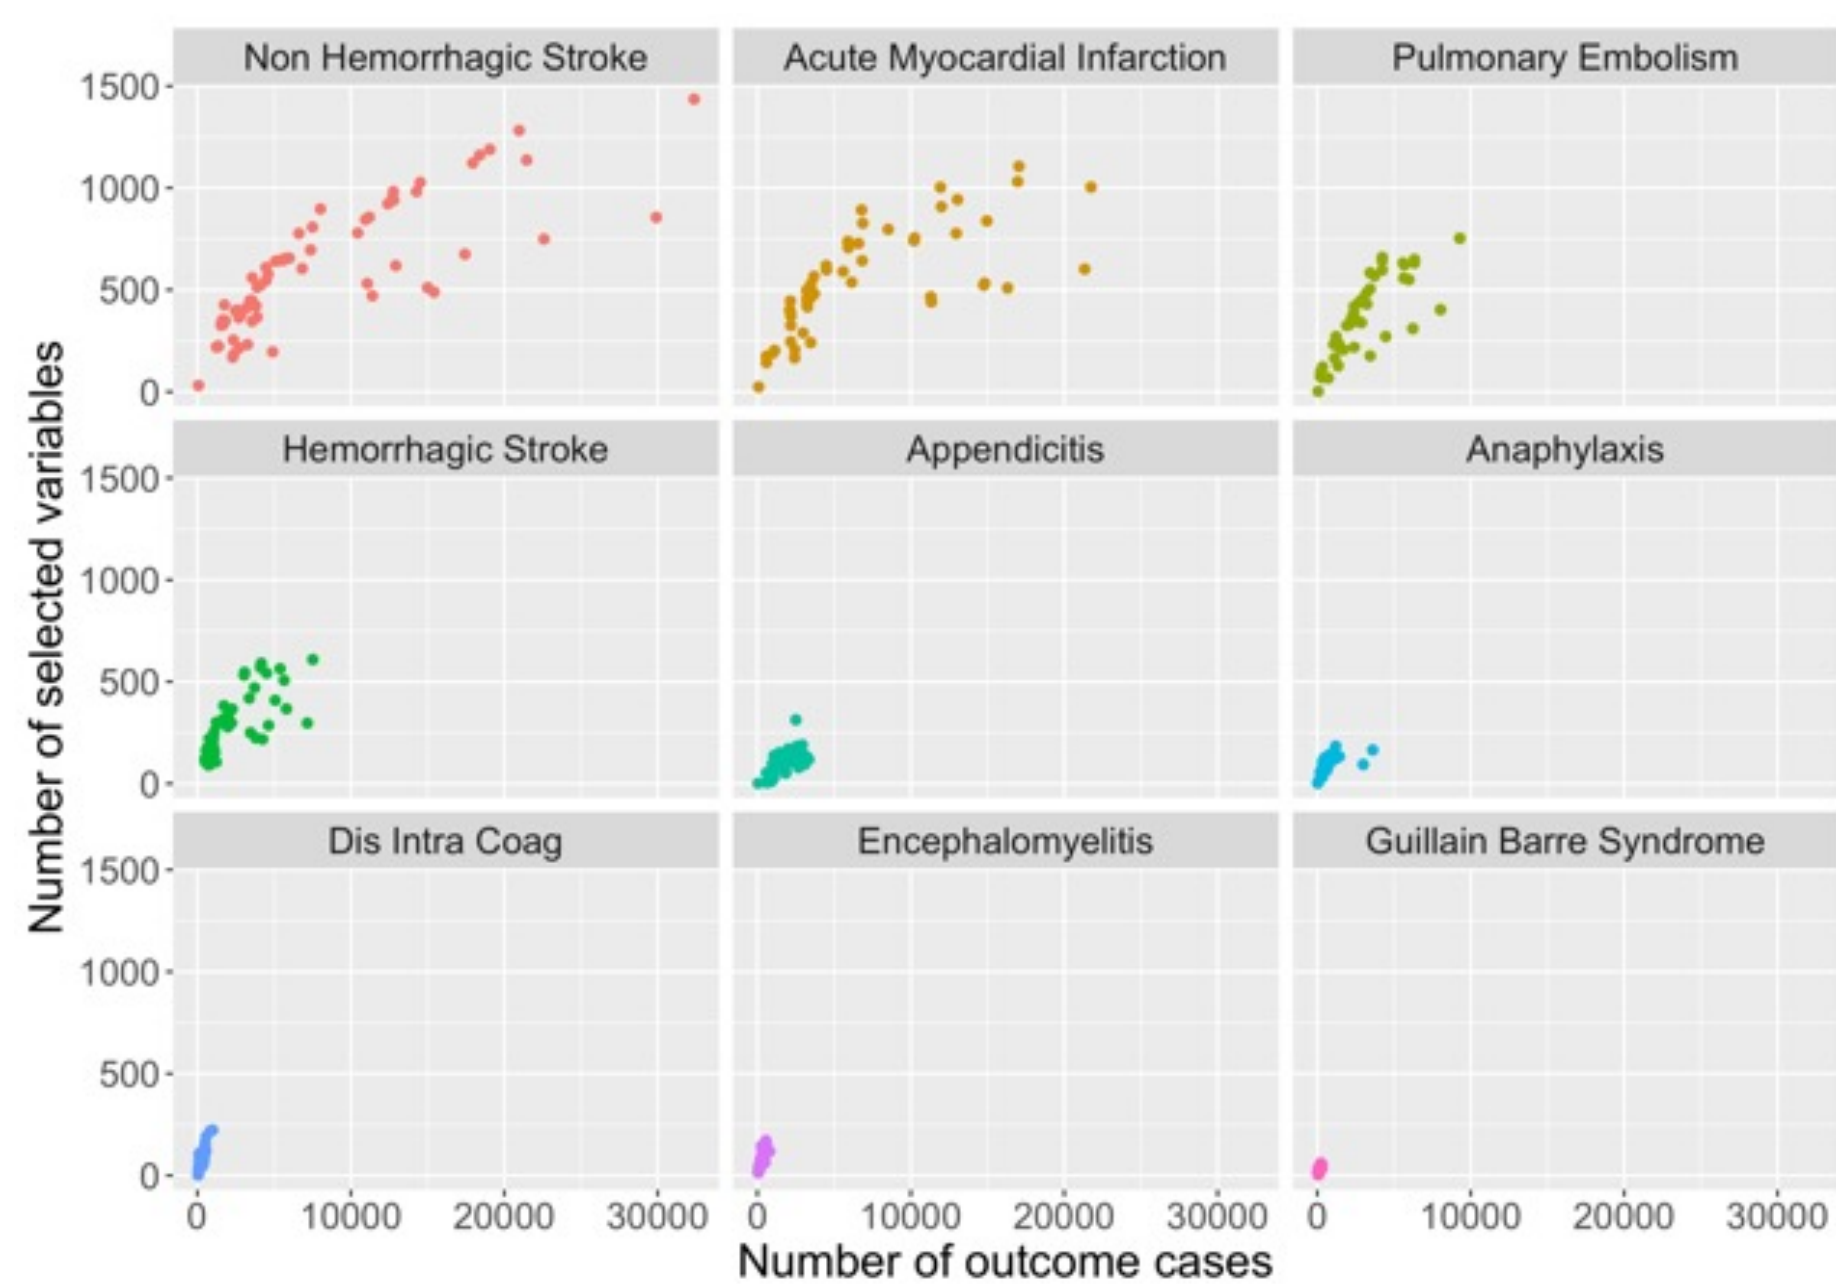 Non Hemorrhagic Stroke
Acute Myocardial Infarction
Pulmonary Embolism
1500
1000
500
0
Hemorrhagic Stroke
Appendicitis
Anaphylaxis
1500
1000
500
0
Dis Intra Coag
Encephalomyelitis
Guillain Barre Syndrome
1500
1000
500
0
0 10000 20000 30000
0 10000 20000 30000
0 10000 20000 30000
Number of selected variables
Number of outcome cases